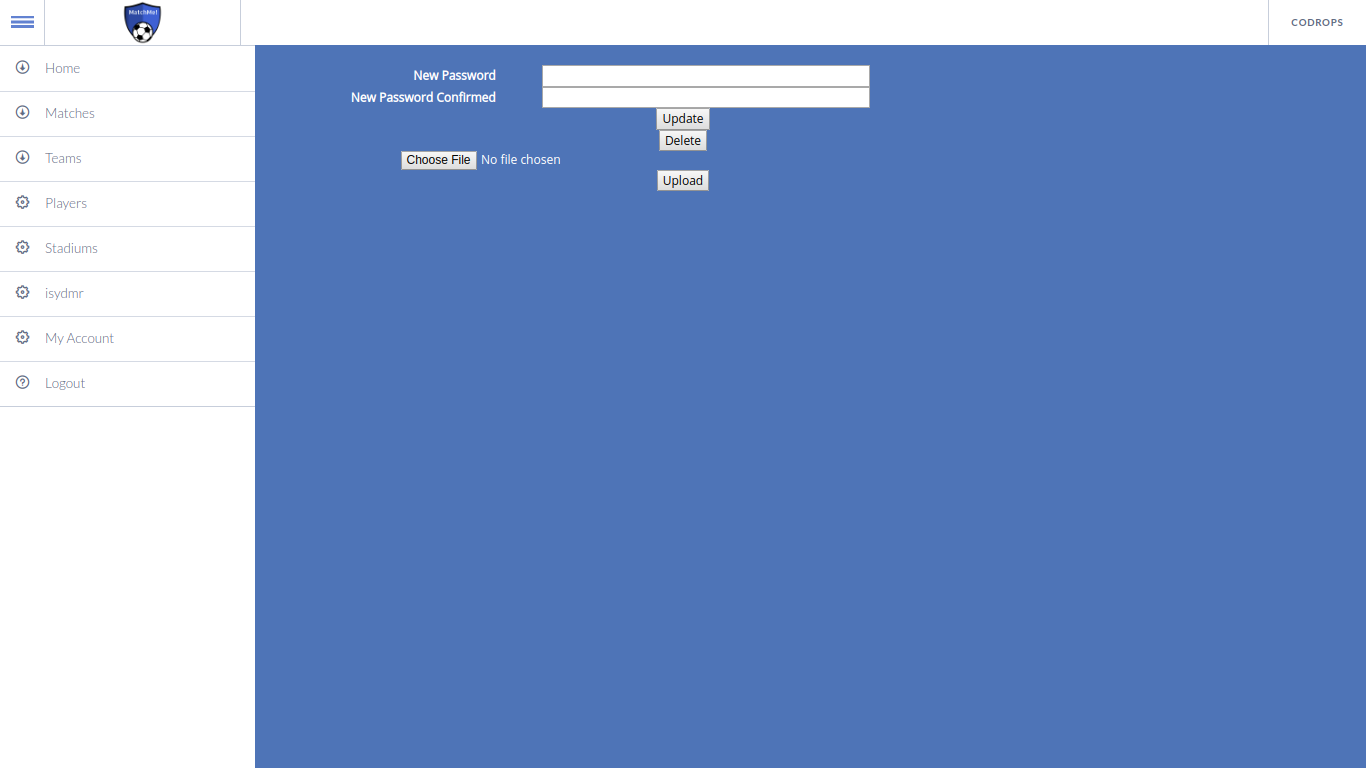 MatchMe!
CODROPS
Home
Matches
Teams
Players
Stadiums
isydmr
My Account
Logout
New Password
New Password Confirmed
Update
Delete
Choose File No file chosen
Upload